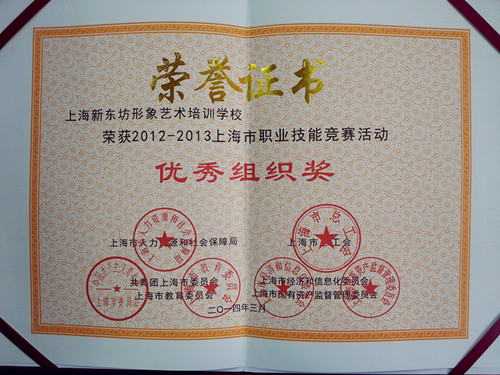 荣誉证书
上海新东坊形象艺术培训学校
荣获2012-2013上海市职业技能竞赛活动
优秀组织奖
上海市人力资源和社会保障局 上海市总工会
共青团上海市委员会 上海市经济和信息化委员会
上海市教育委员会 上海市国有资产监督管理委员会
二〇一四年三月